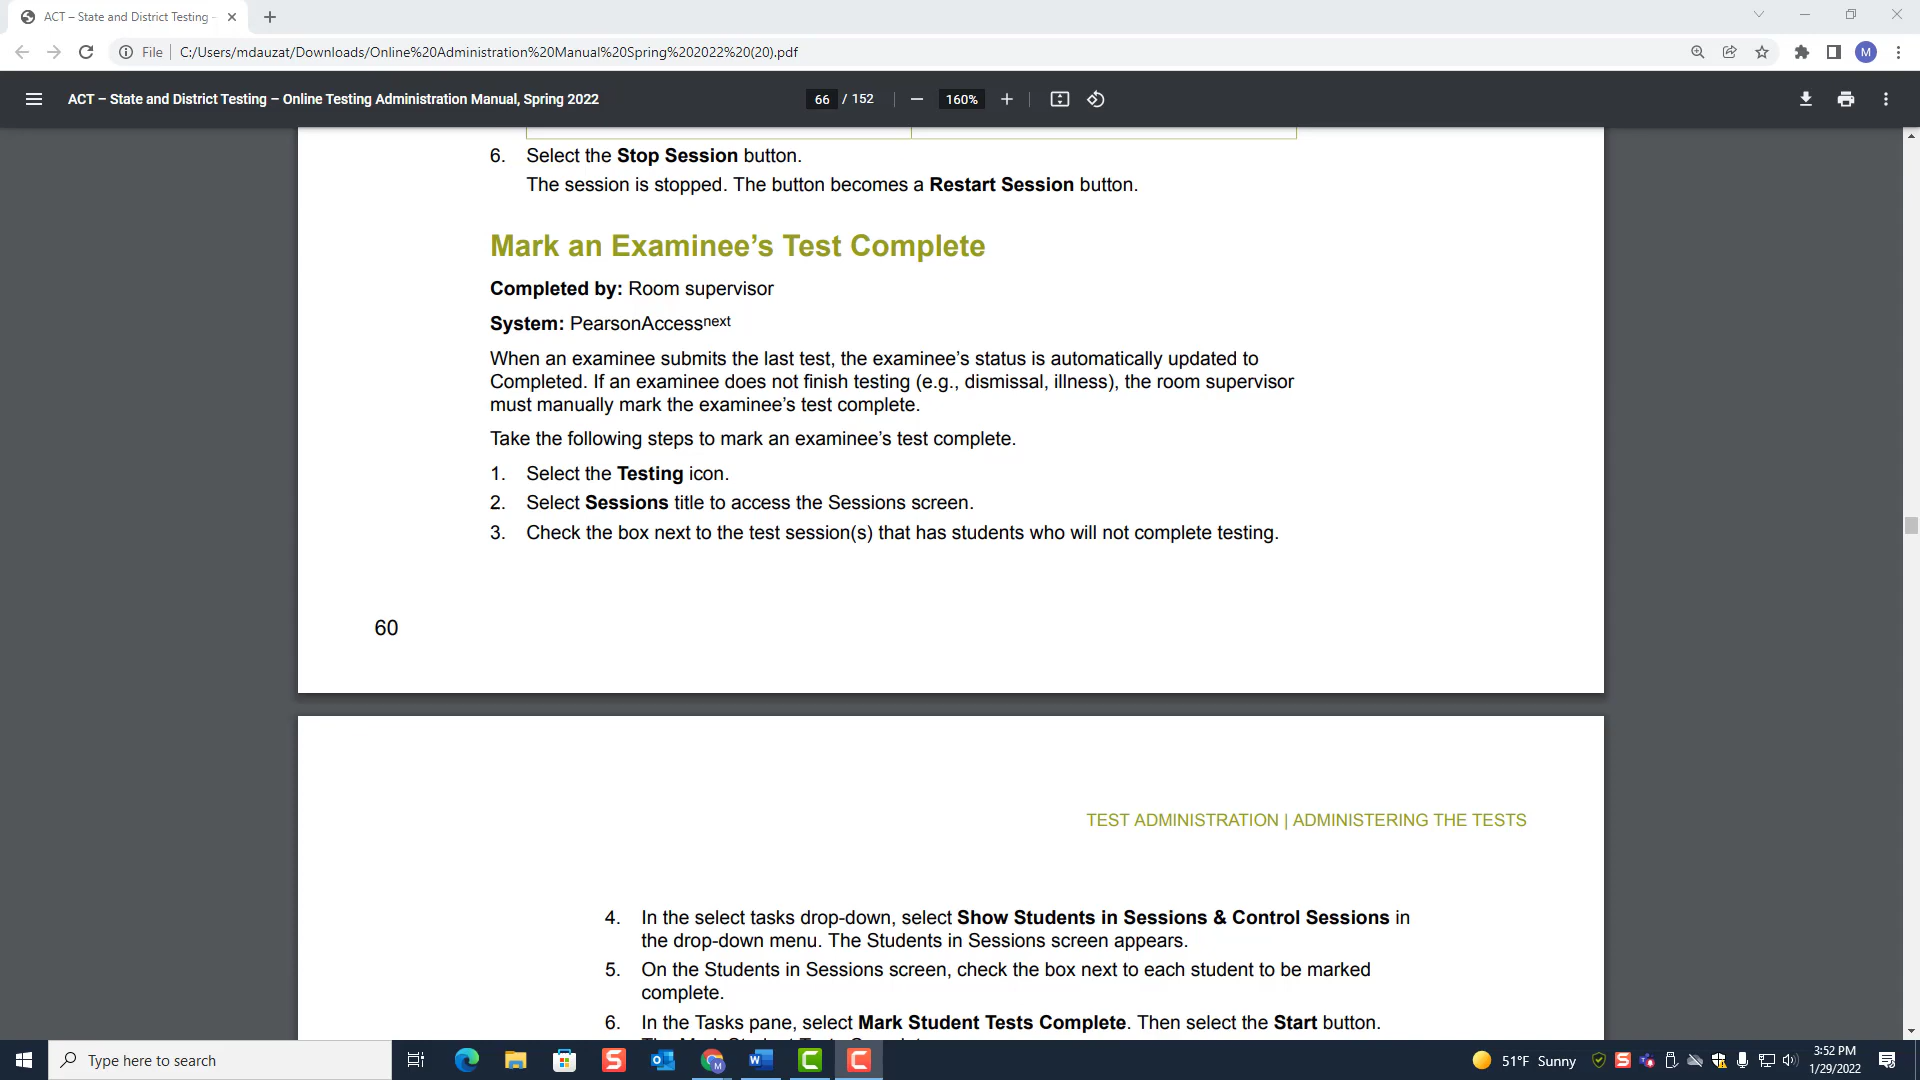 ACT – State and District Testing -
File
C:/Users/mdauzat/Downloads/Online%20Administration%20Manual%20Spring%202022%20(20).pdf
M
ACT – State and District Testing – Online Testing Administration Manual, Spring 2022
66 / 152
160%
6. Select the Stop Session button.
The session is stopped. The button becomes a Restart Session button.
Mark an Examinee’s Test Complete
Completed by: Room supervisor
System: PearsonAccessnext
When an examinee submits the last test, the examinee’s status is automatically updated to
Completed. If an examinee does not finish testing (e.g., dismissal, illness), the room supervisor
must manually mark the examinee’s test complete.
Take the following steps to mark an examinee’s test complete.
1. Select the Testing icon.
2. Select Sessions title to access the Sessions screen.
3. Check the box next to the test session(s) that has students who will not complete testing.
60
TEST ADMINISTRATION | ADMINISTERING THE TESTS
4. In the select tasks drop-down, select Show Students in Sessions & Control Sessions in
the drop-down menu. The Students in Sessions screen appears.
5. On the Students in Sessions screen, check the box next to each student to be marked
complete.
6. In the Tasks pane, select Mark Student Tests Complete. Then select the Start button.
Type here to search
51°F Sunny
3:52 PM
1/29/2022